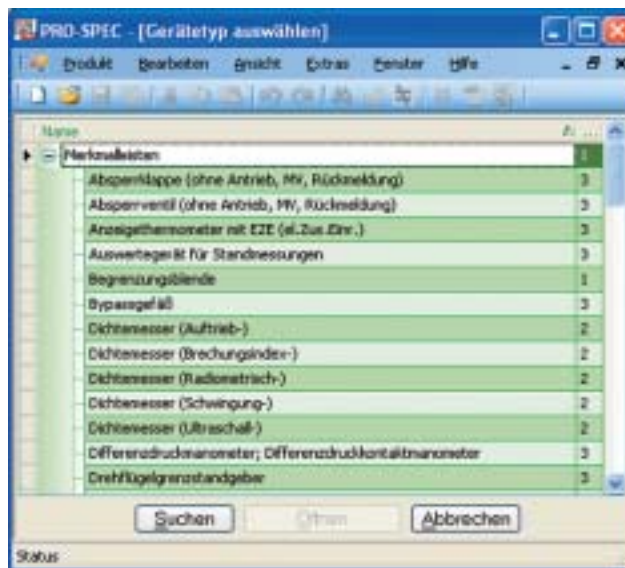 PRO-SPEC - [Gerätetyp auswählen]
Produkt Bearbeiten Ansicht Extras Fenster Hilfe
Name
Merkmalleisten
Absperrklappe (ohne Antrieb, MV, Rückmeldung) 3
Absperrventil (ohne Antrieb, MV, Rückmeldung) 3
Anzeigethermometer mit EZE (el.Zus.Einr.) 3
Auswertegerät für Standmessungen 3
Begrenzungsblende 1
Bypassgefäß 3
Dichtemesser (Auftrieb-) 2
Dichtemesser (Brechungsindex-) 2
Dichtemesser (Radiometrisch-) 2
Dichtemesser (Schwingung-) 2
Dichtemesser (Ultraschall-) 2
Differenzdruckmanometer; Differenzdruckkontaktmanometer 3
Drehflügelgrenzstandgeber 3
Suchen Öffnen Abbrechen
Status